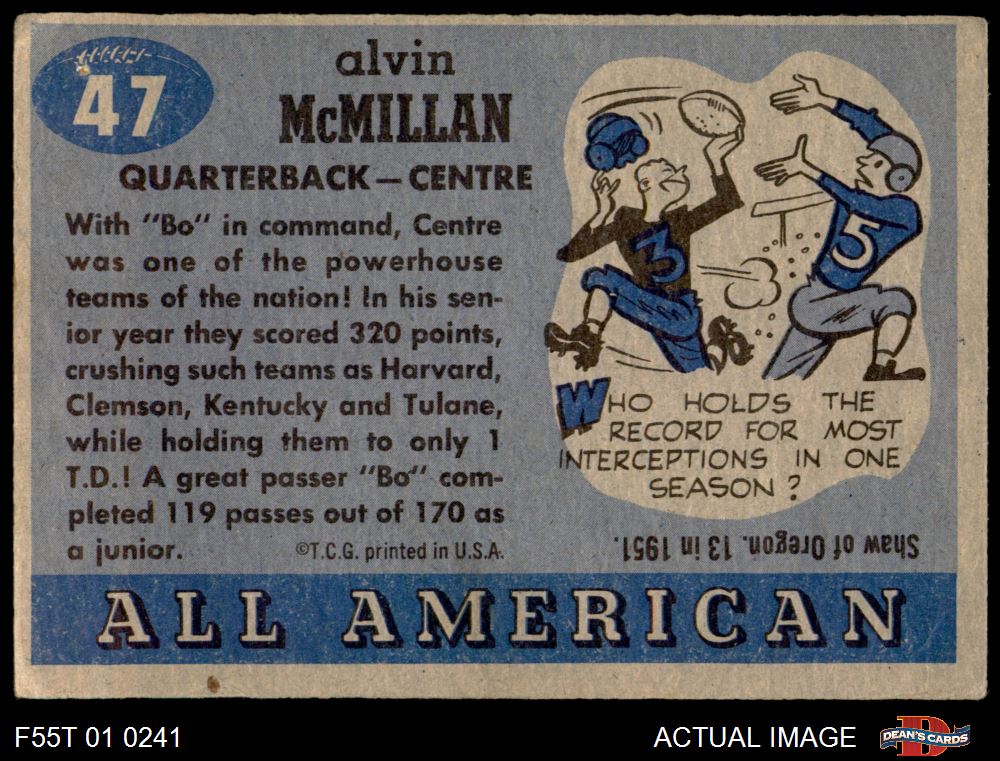 47
alvin
McMILLAN
QUARTERBACK – CENTRE
With "Bo" in command, Centre
was one of the powerhouse
teams of the nation! In his sen-
ior year they scored 320 points,
crushing such teams as Harvard,
Clemson, Kentucky and Tulane,
while holding them to only 1
T.D.! A great passer "Bo" com-
pleted 119 passes out of 170 as
a junior.
©T.C.G. printed in U.S.A.
3
5
WHO HOLDS THE
RECORD FOR MOST
INTERCEPTIONS IN ONE
SEASON?
Shaw of Oregon. 13 in 1951.
ALL AMERICAN
F55T 01 0241
ACTUAL IMAGE
D
DEAN'S CARDS